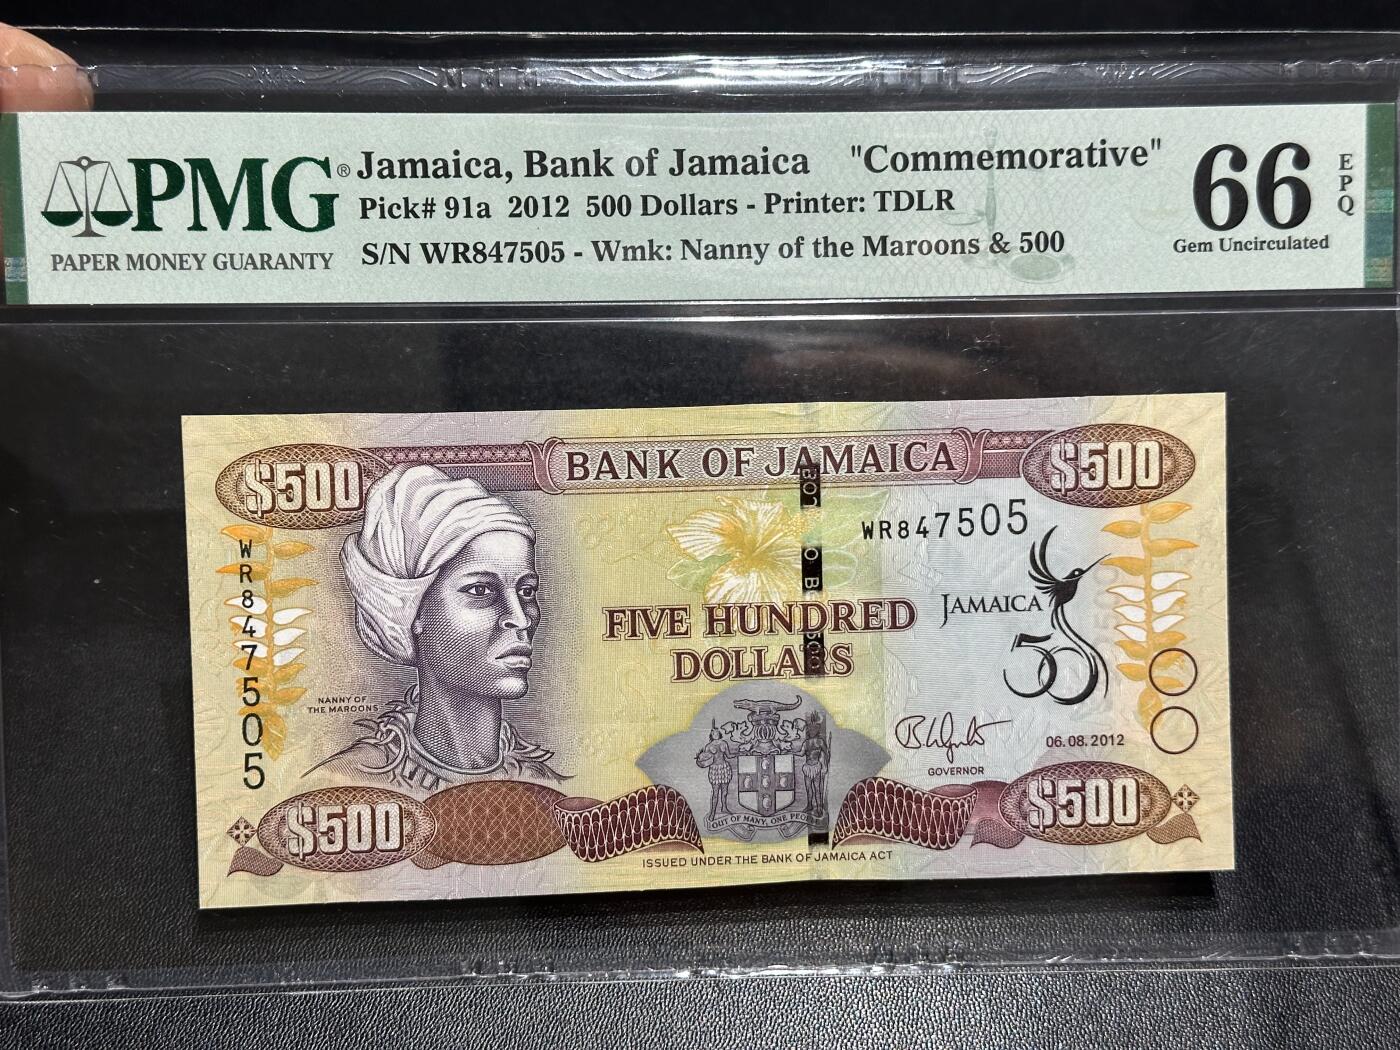 PMG®
PAPER MONEY GUARANTY
Jamaica, Bank of Jamaica "Commemorative"
Pick# 91a 2012 500 Dollars - Printer: TDLR
S/N WR847505 - Wmk: Nanny of the Maroons & 500
66
EPQ
Gem Uncirculated
$500
BANK OF JAMAICA
$500
WR847505
WR847505
JAMAICA
50
FIVE HUNDRED
DOLLARS
NANNY OF
THE MAROONS
06.08.2012
GOVERNOR
OUT OF MANY, ONE PEOPLE
$500
$500
ISSUED UNDER THE BANK OF JAMAICA ACT